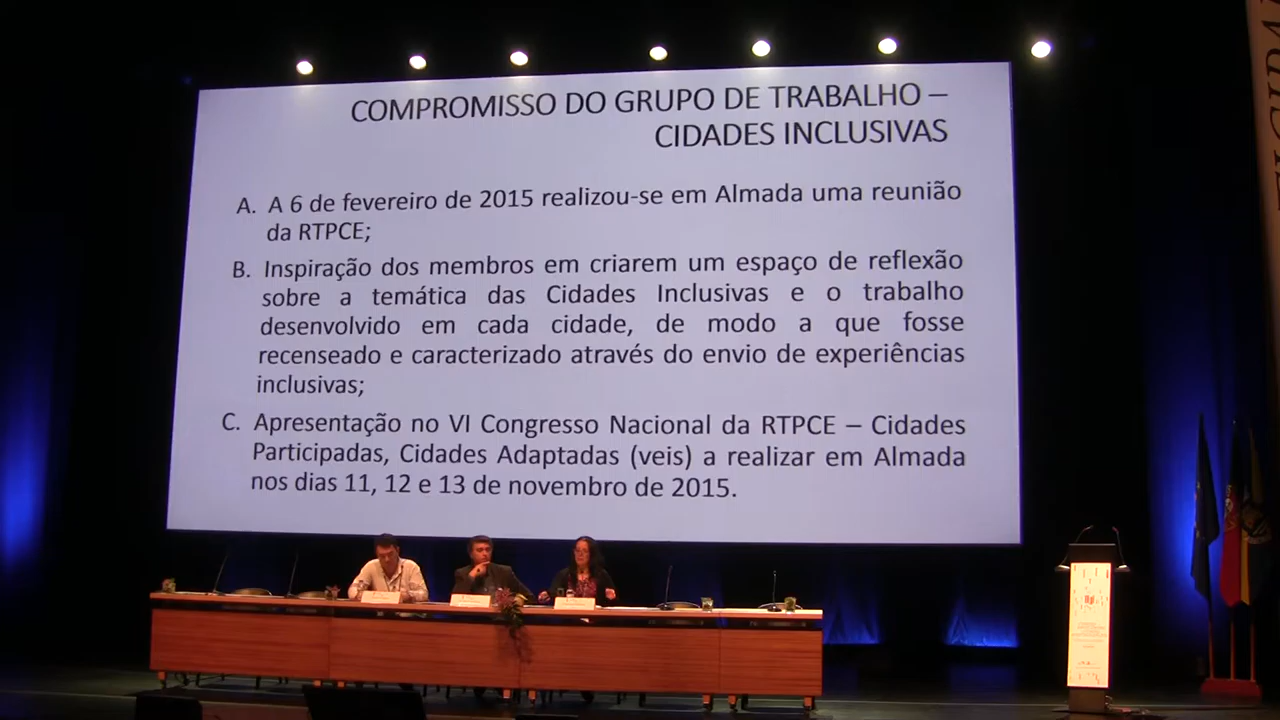 COMPROMISSO DO GRUPO DE TRABALHO –
CIDADES INCLUSIVAS
A. A 6 de fevereiro de 2015 realizou-se em Almada uma reunião
da RTPCE;
B. Inspiração dos membros em criarem um espaço de reflexão
sobre a temática das Cidades Inclusivas e o trabalho
desenvolvido em cada cidade, de modo a que fosse
recenseado e caracterizado através do envio de experiências
inclusivas;
C. Apresentação no VI Congresso Nacional da RTPCE – Cidades
Participadas, Cidades Adaptadas (veis) a realizar em Almada
nos dias 11, 12 e 13 de novembro de 2015.